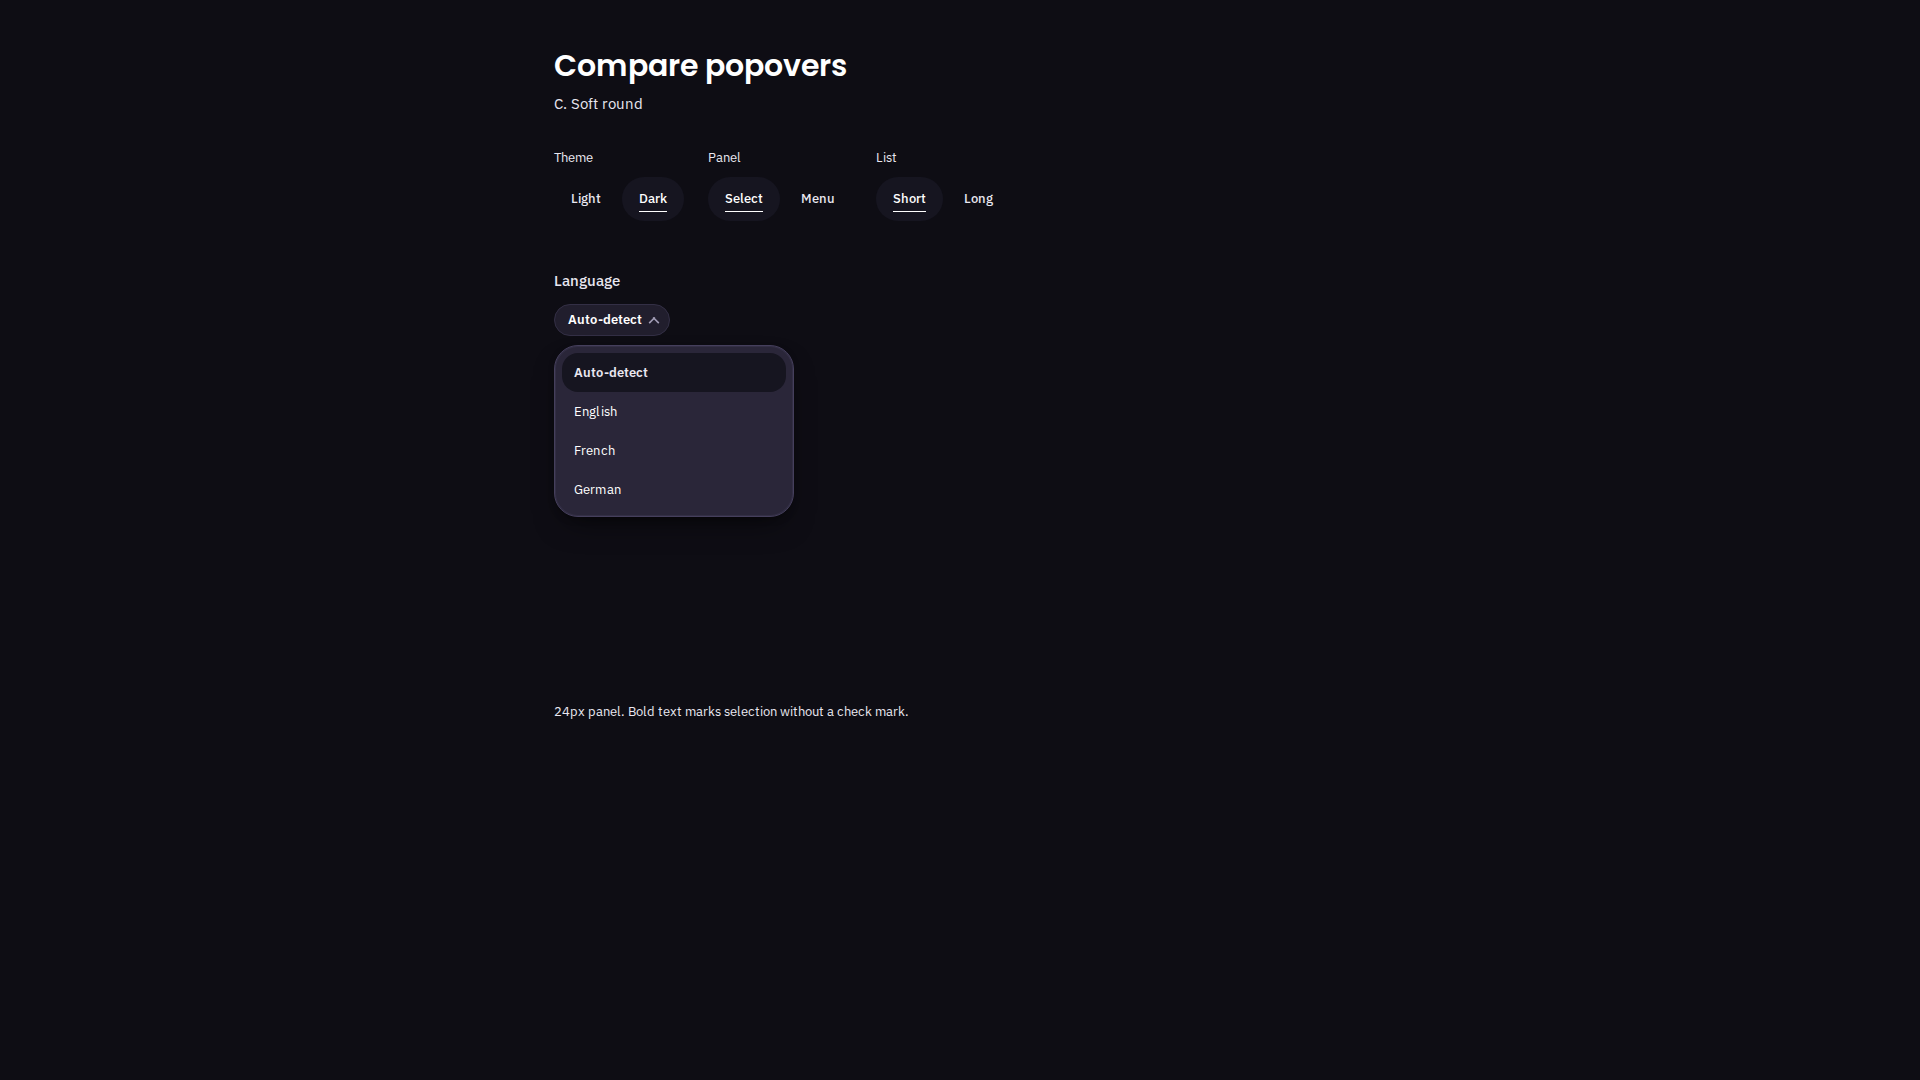 Compare popovers
C. Soft round
Theme Panel List
Light Dark Select Menu Short Long
Language
Auto-detect
Auto-detect
English
French
German
24px panel. Bold text marks selection without a check mark.